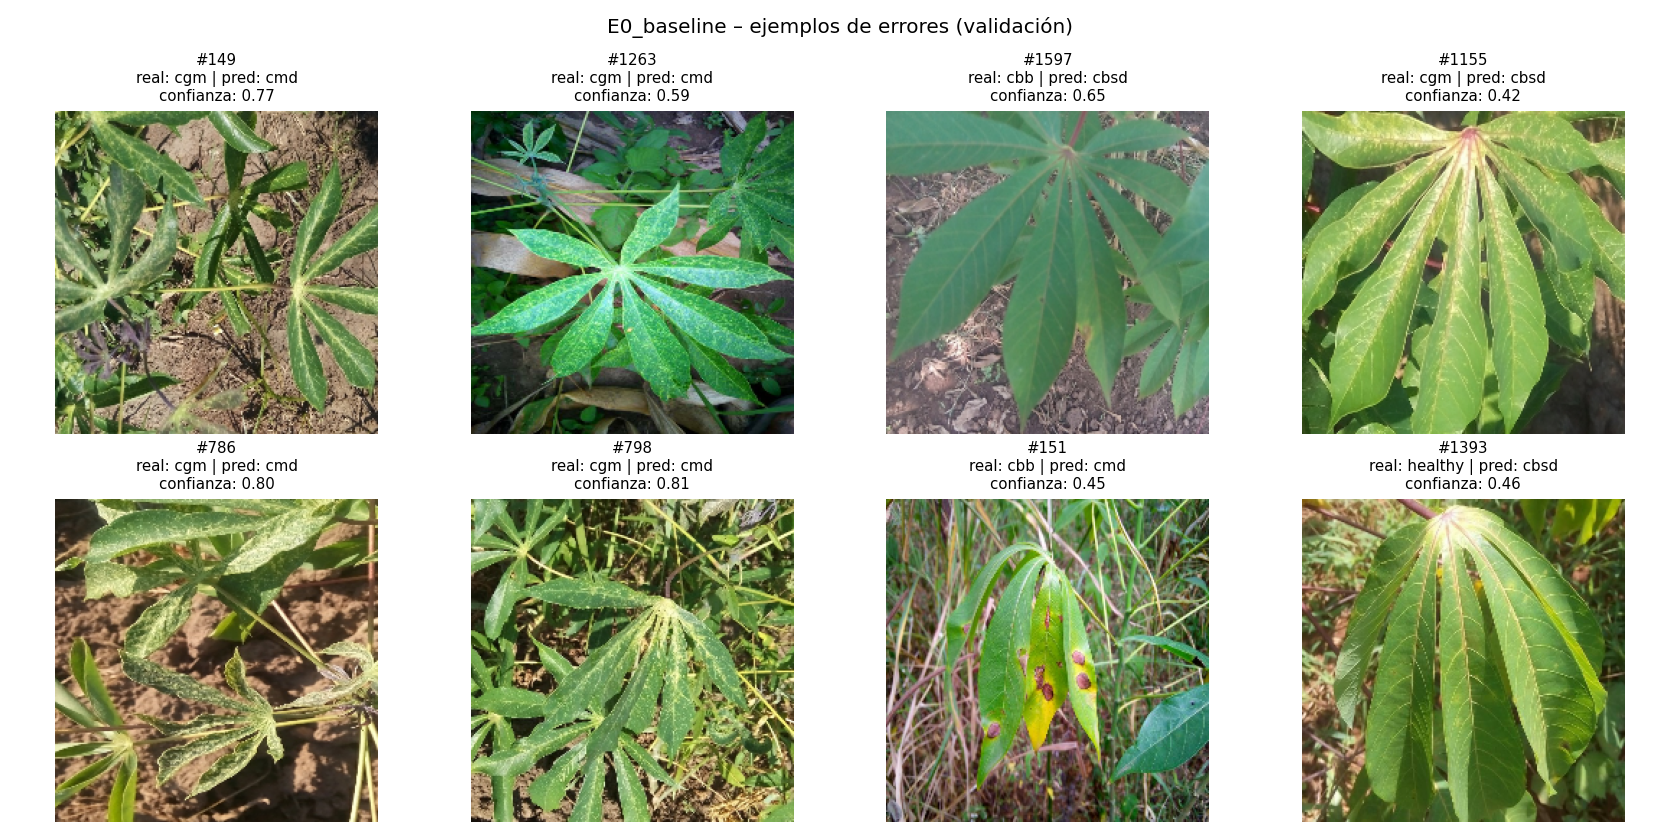 E0_baseline – ejemplos de errores (validación)
#149
real: cgm | pred: cmd
confianza: 0.77
#1263
real: cgm | pred: cmd
confianza: 0.59
#1597
real: cbb | pred: cbsd
confianza: 0.65
#1155
real: cgm | pred: cbsd
confianza: 0.42
#786
real: cgm | pred: cmd
confianza: 0.80
#798
real: cgm | pred: cmd
confianza: 0.81
#151
real: cbb | pred: cmd
confianza: 0.45
#1393
real: healthy | pred: cbsd
confianza: 0.46